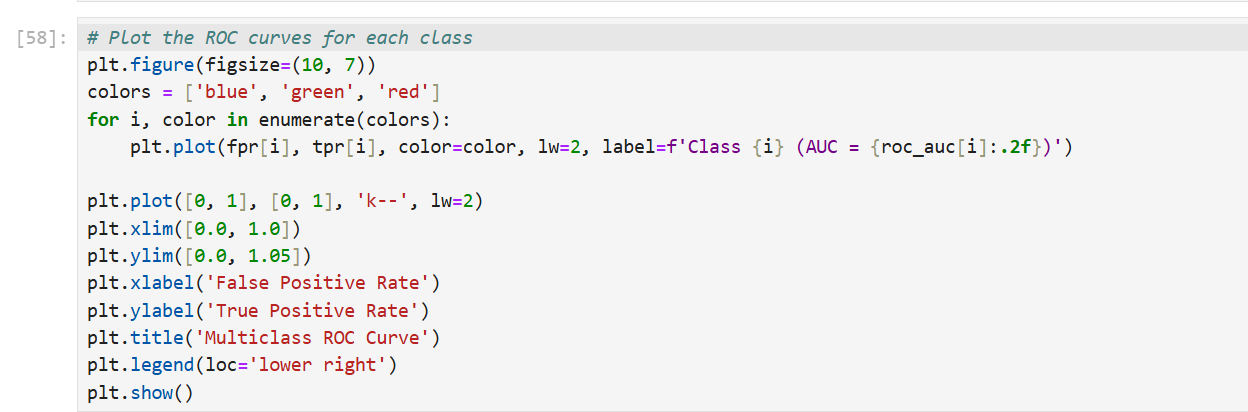 [58]: # Plot the ROC curves for each class
plt.figure(figsize=(10, 7))
colors = ['blue', 'green', 'red']
for i, color in enumerate(colors):
    plt.plot(fpr[i], tpr[i], color=color, lw=2, label=f'Class {i} (AUC = {roc_auc[i]:.2f})')

plt.plot([0, 1], [0, 1], 'k--', lw=2)
plt.xlim([0.0, 1.0])
plt.ylim([0.0, 1.05])
plt.xlabel('False Positive Rate')
plt.ylabel('True Positive Rate')
plt.title('Multiclass ROC Curve')
plt.legend(loc='lower right')
plt.show()